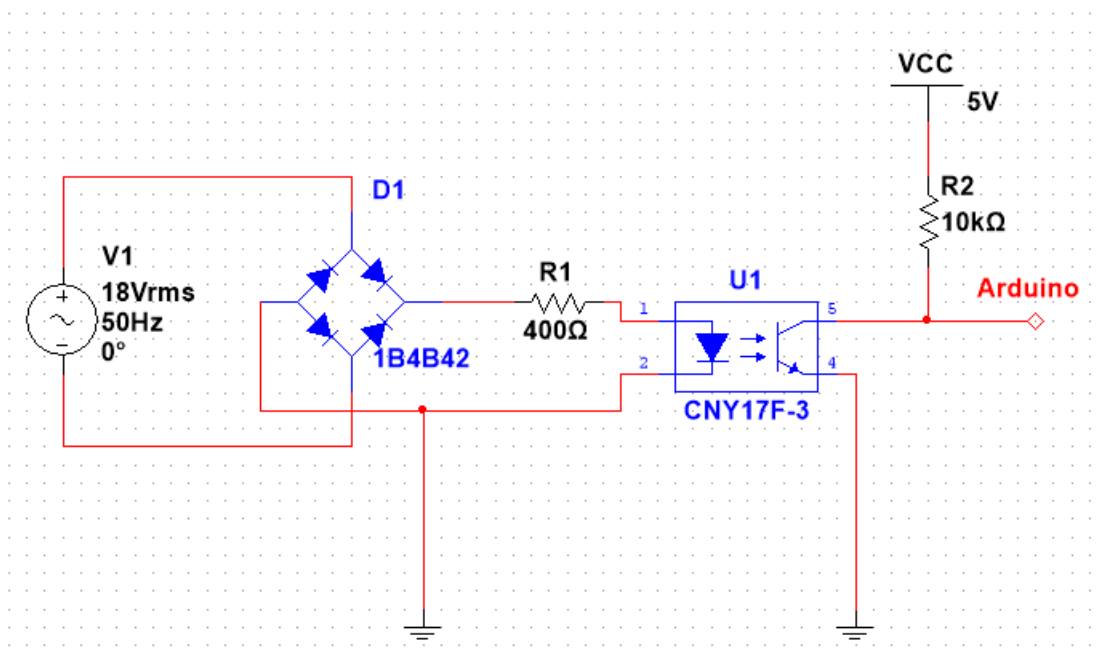 VCC
5V
R2
10kΩ
D1
V1
18Vrms
50Hz
0°
R1
400Ω
U1
Arduino
1
5
2
4
1B4B42
CNY17F-3